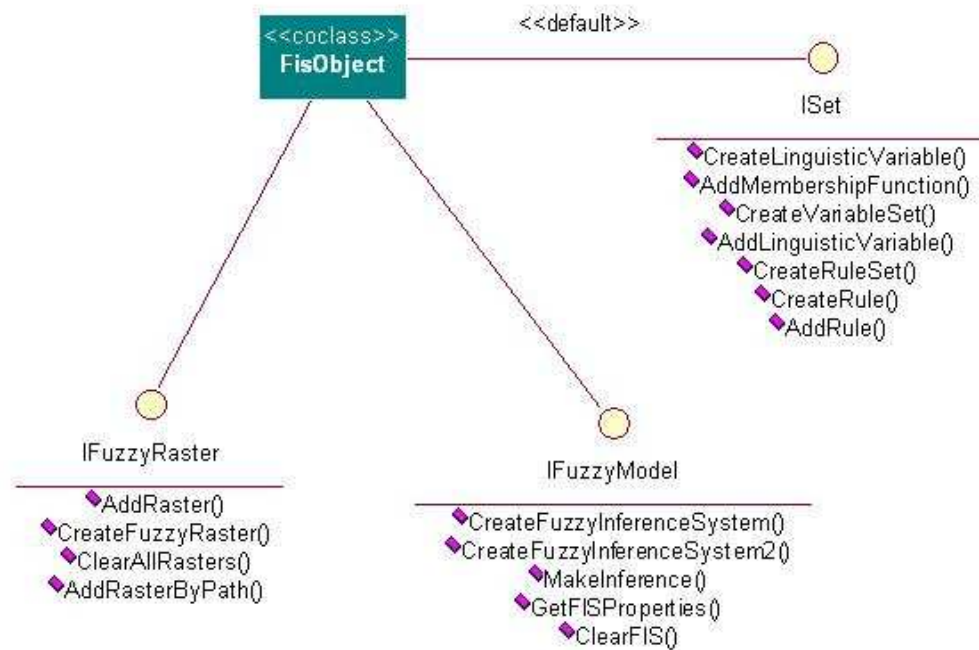 <<coclass>>
FisObject
<<default>>
ISet
CreateLinguisticVariable()
AddMembershipFunction()
CreateVariableSet()
AddLinguisticVariable()
CreateRuleSet()
CreateRule()
AddRule()
IFuzzyRaster
AddRaster()
CreateFuzzyRaster()
ClearAllRasters()
AddRasterByPath()
IFuzzyModel
CreateFuzzyInferenceSystem()
CreateFuzzyInferenceSystem2()
MakeInference()
GetFISProperties()
ClearFIS()